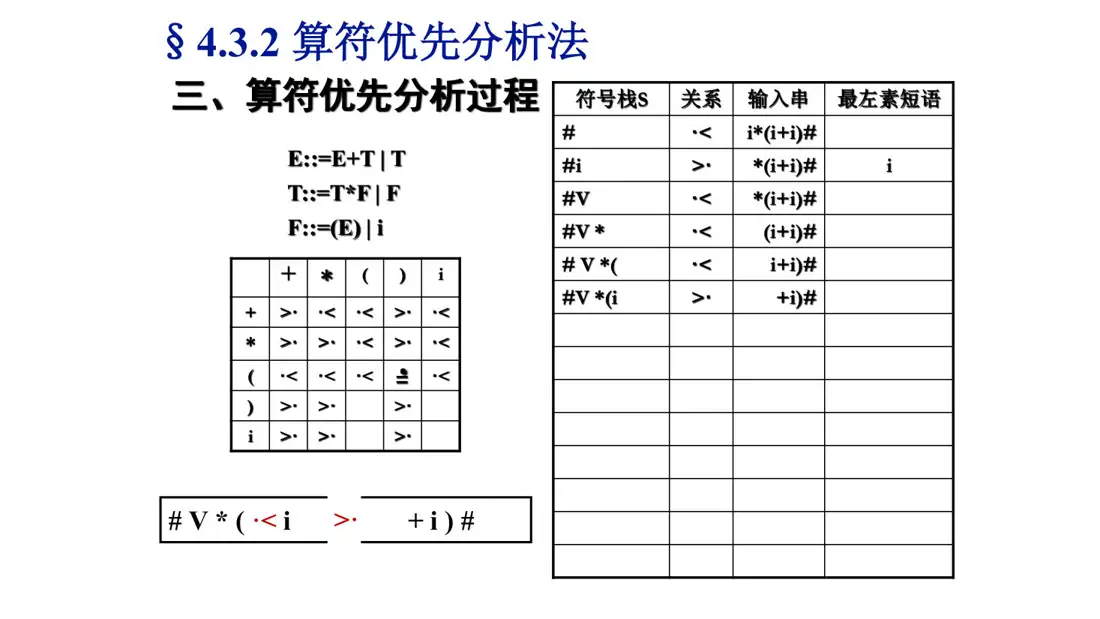 § 4.3.2 算符优先分析法
三、算符优先分析过程
E::=E+T | T
T::=T*F | F
F::=(E) | i
+ * ( ) i
+ >· ·< ·< >· ·<
* >· >· ·< >· ·<
( ·< ·< ·< ≗ ·<
) >· >· >·
i >· >· >·
# V * ( ·< i >· + i ) #
符号栈S 关系 输入串 最左素短语
# ·< i*(i+i)#
#i >· *(i+i)# i
#V ·< *(i+i)#
#V * ·< (i+i)#
# V *( ·< i+i)#
#V *(i >· +i)#